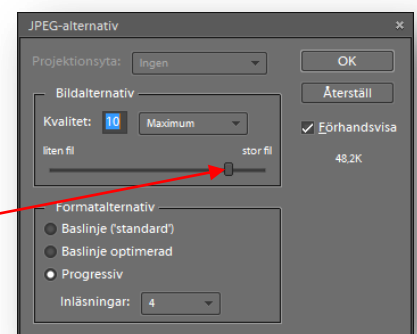 JPEG-alternativ
Projektionsyta: Ingen
OK
Återställ
Förhandsvisa
48,2K
Bildalternativ
Kvalitet: 10 Maximum
liten fil stor fil
Formatalternativ
Baslinje ('standard')
Baslinje optimerad
Progressiv
Inläsningar: 4